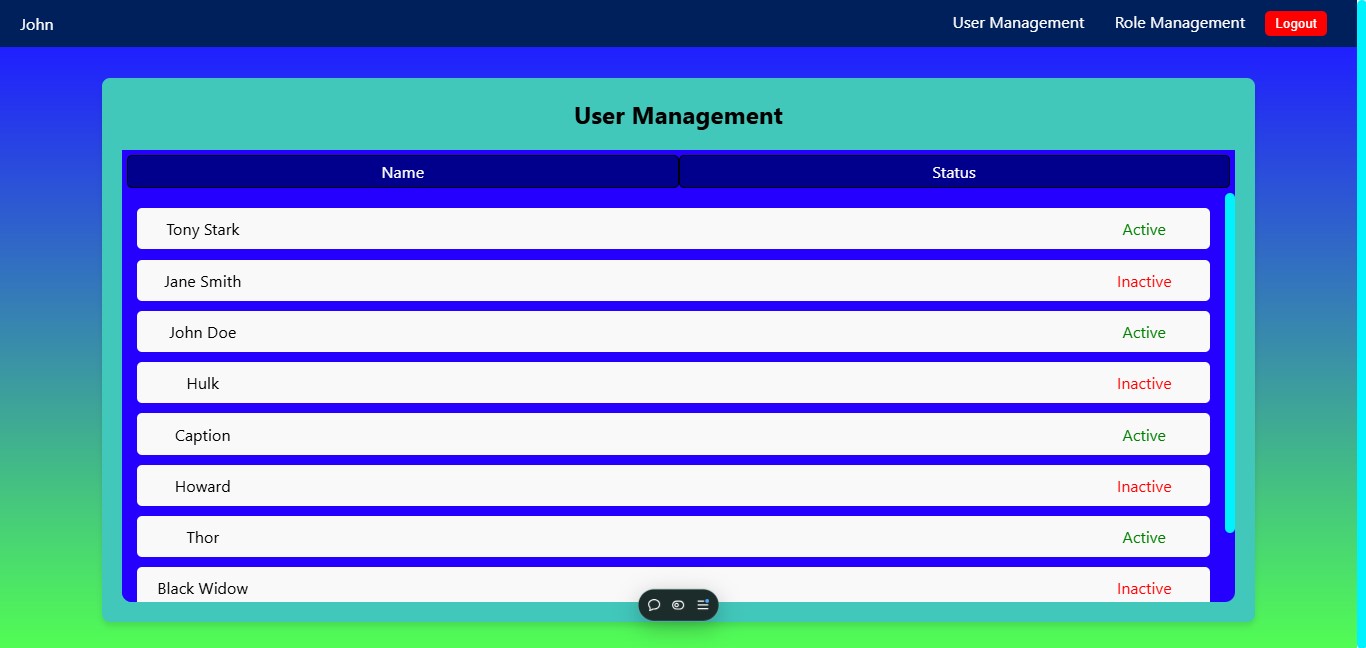 John User Management Role Management Logout
User Management
Name Status
Tony Stark Active
Jane Smith Inactive
John Doe Active
Hulk Inactive
Caption Active
Howard Inactive
Thor Active
Black Widow Inactive